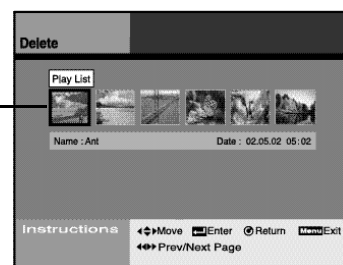 Delete
Play List
Name : Ant Date : 02.05.02 05:02
Instructions
Move Enter Return Menu Exit
Prev/Next Page